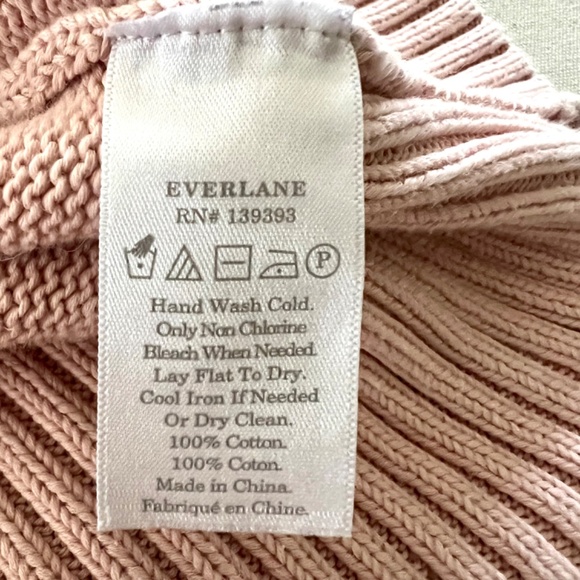 EVERLANE
RN# 139393
P
Hand Wash Cold.
Only Non Chlorine
Bleach When Needed.
Lay Flat To Dry.
Cool Iron If Needed
Or Dry Clean.
100% Cotton.
100% Coton.
Made in China.
Fabriqué en Chine.